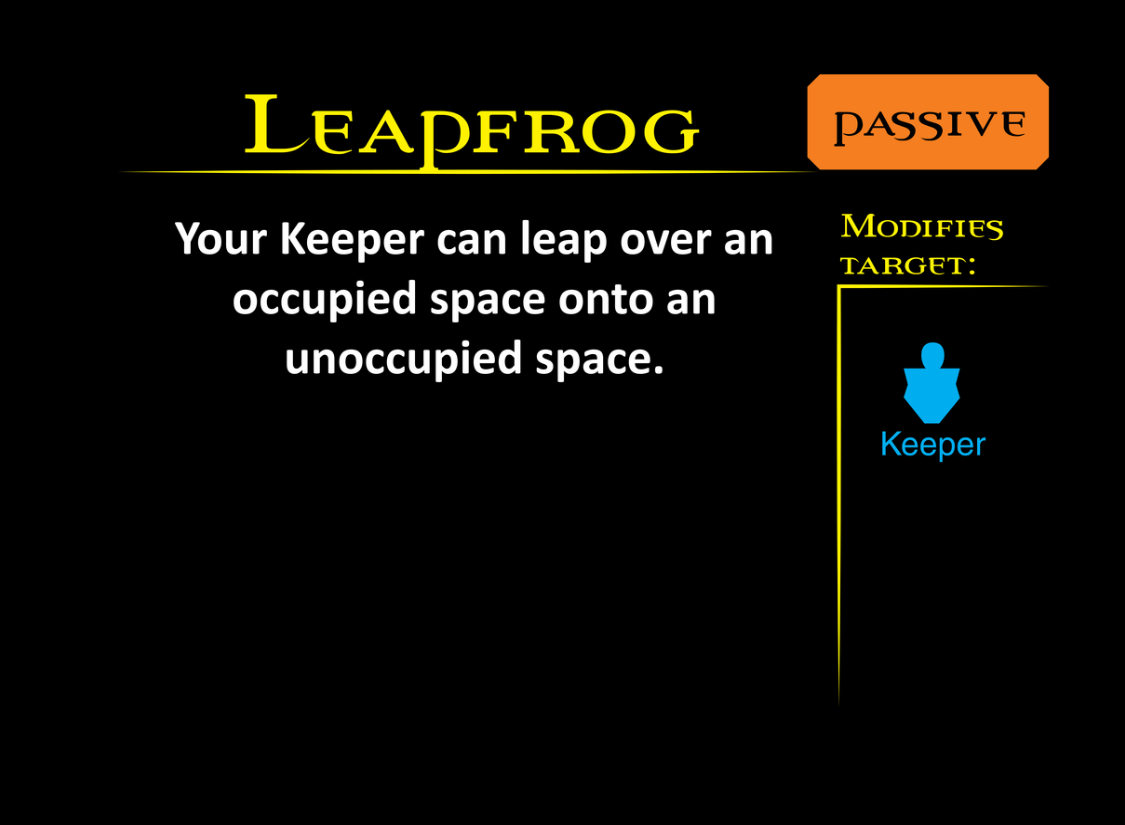 Leapfrog
passive
Your Keeper can leap over an
occupied space onto an
unoccupied space.
Modifies
target:
Keeper